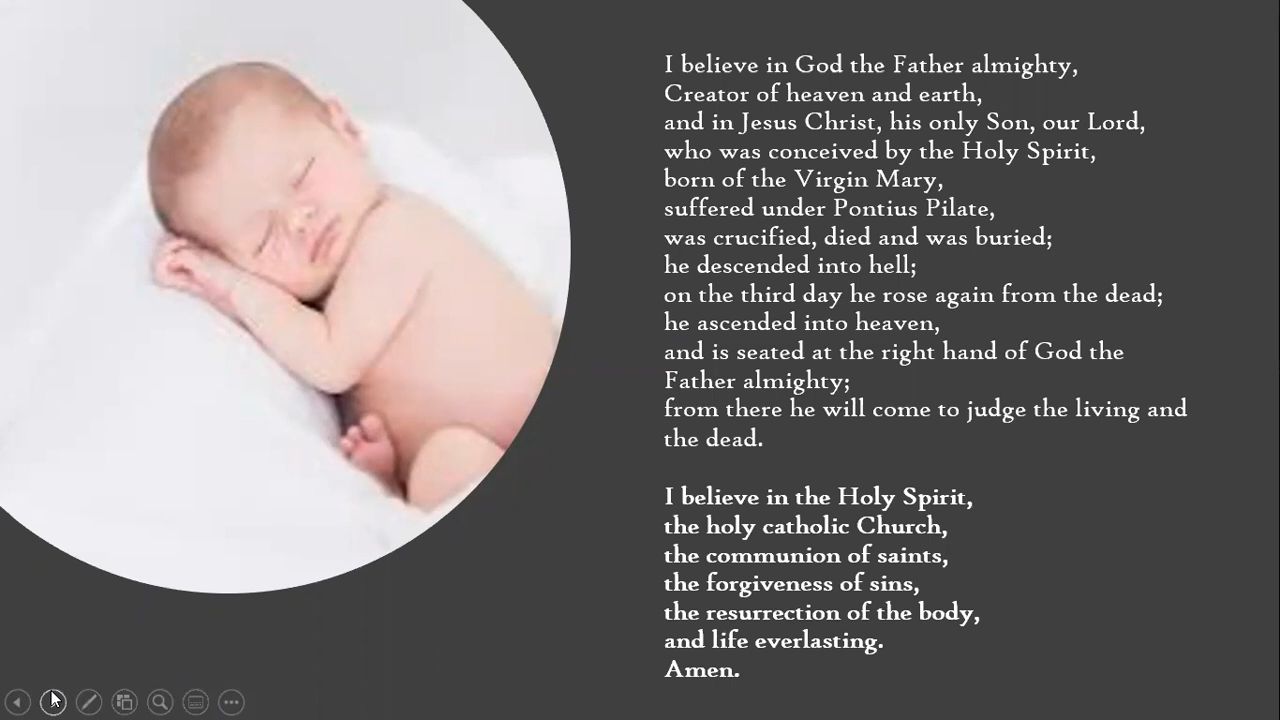 I believe in God the Father almighty,
Creator of heaven and earth,
and in Jesus Christ, his only Son, our Lord,
who was conceived by the Holy Spirit,
born of the Virgin Mary,
suffered under Pontius Pilate,
was crucified, died and was buried;
he descended into hell;
on the third day he rose again from the dead;
he ascended into heaven,
and is seated at the right hand of God the
Father almighty;
from there he will come to judge the living and
the dead.
I believe in the Holy Spirit,
the holy catholic Church,
the communion of saints,
the forgiveness of sins,
the resurrection of the body,
and life everlasting.
Amen.